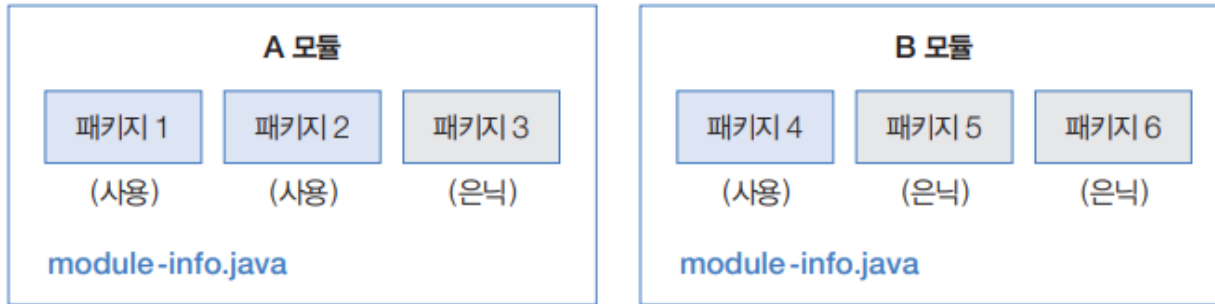 A 모듈
패키지 1 패키지 2 패키지 3
(사용) (사용) (은닉)
module-info.java
B 모듈
패키지 4 패키지 5 패키지 6
(사용) (은닉) (은닉)
module-info.java